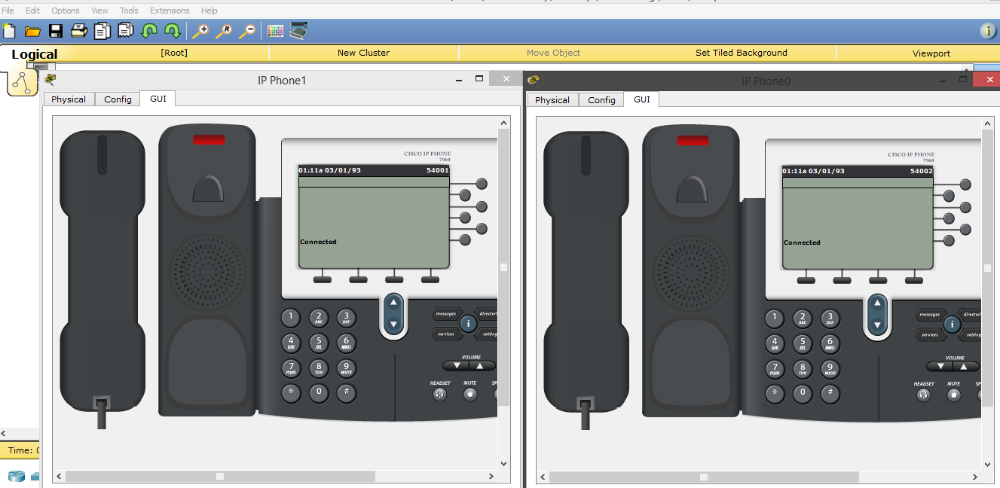 File Edit Options View Tools Extensions Help
Logical [Root] New Cluster Move Object Set Tiled Background Viewport
IP Phone1
Physical Config GUI
CISCO IP PHONE
7960
01:11a 03/01/93 54001
Connected
1 2 ABC 3 DEF
4 GHI 5 JKL 6 MNO
7 PQRS 8 TUV 9 WXYZ
* 0 #
messages directori
i
services setting
VOLUME
HEADSET MUTE SP
IP Phone0
Physical Config GUI
CISCO IP PHONE
7960
01:11a 03/01/93 54002
Connected
1 2 ABC 3 DEF
4 GHI 5 JKL 6 MNO
7 PQRS 8 TUV 9 WXYZ
* 0 #
messages directori
i
services setting
VOLUME
HEADSET MUTE SP
Time: